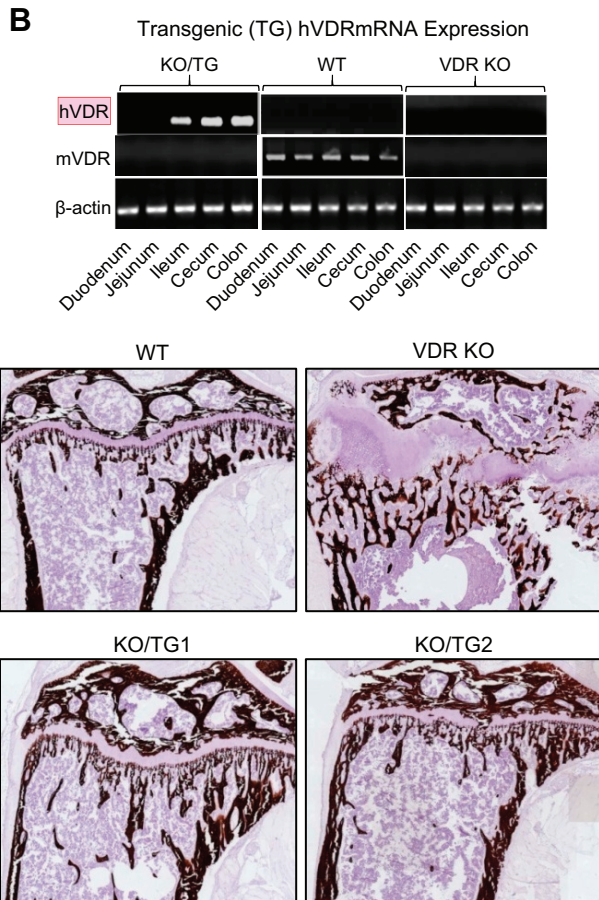 B
Transgenic (TG) hVDRmRNA Expression
KO/TG WT VDR KO
hVDR
mVDR
β-actin
Duodenum Jejunum Ileum Cecum Colon Duodenum Jejunum Ileum Cecum Colon Duodenum Jejunum Ileum Cecum Colon
WT VDR KO
KO/TG1 KO/TG2